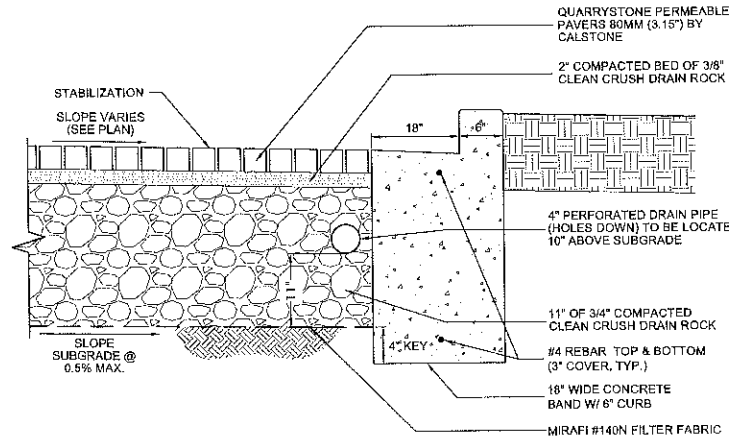 QUARRYSTONE PERMEABLE
PAVERS 80MM (3.15") BY
CALSTONE
2" COMPACTED BED OF 3/8"
CLEAN CRUSH DRAIN ROCK
STABILIZATION
SLOPE VARIES
(SEE PLAN)
18"
6"
4" PERFORATED DRAIN PIPE
(HOLES DOWN) TO BE LOCATE
10" ABOVE SUBGRADE
11" OF 3/4" COMPACTED
CLEAN CRUSH DRAIN ROCK
SLOPE
SUBGRADE @
0.5% MAX.
4" KEY
#4 REBAR TOP & BOTTOM
(3" COVER, TYP.)
18" WIDE CONCRETE
BAND W/ 6" CURB
MIRAFI #140N FILTER FABRIC